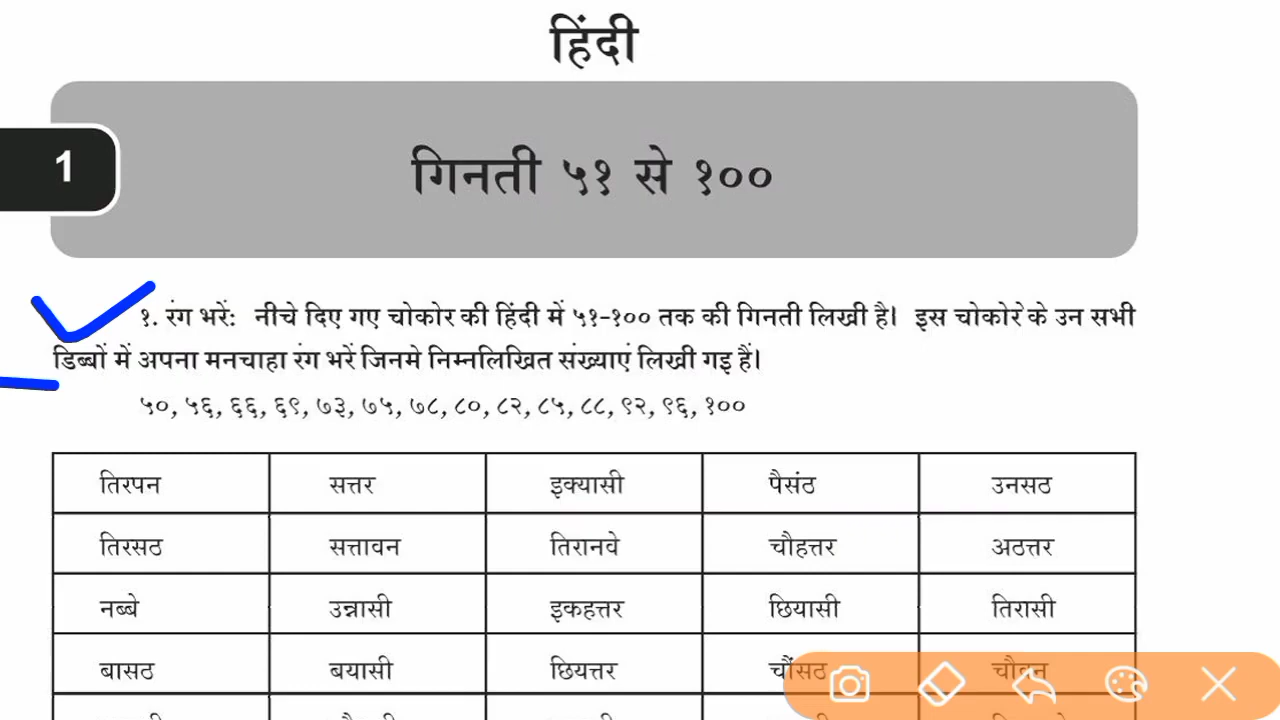 हिंदी
1
गिनती ५१ से १००
१. रंग भरें: नीचे दिए गए चोकोर की हिंदी में ५१-१०० तक की गिनती लिखी है। इस चोकोरे के उन सभी
डिब्बों में अपना मनचाहा रंग भरें जिनमे निम्नलिखित संख्याएं लिखी गइ हैं।
५०, ५६, ६६, ६९, ७३, ७५, ७८, ८०, ८२, ८५, ८८, ९२, ९६, १००
तिरपन सत्तर इक्यासी पैसंठ उनसठ
तिरसठ सत्तावन तिरानवे चौहत्तर अठत्तर
नब्बे उन्नासी इकहत्तर छियासी तिरासी
बासठ बयासी छियत्तर चौंसठ चौवन